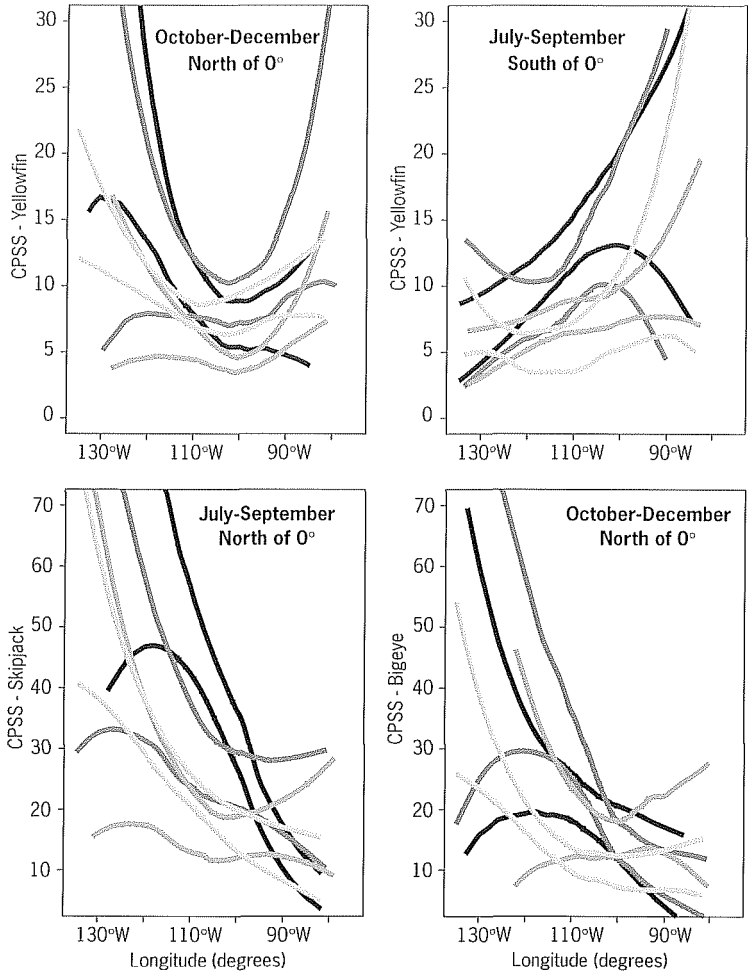 October-December
North of 0°
CPSS - Yellowfin
30
25
20
15
10
5
0
130°W 110°W 90°W
July-September
South of 0°
CPSS - Yellowfin
30
25
20
15
10
5
0
130°W 110°W 90°W
July-September
North of 0°
CPSS - Skipjack
70
60
50
40
30
20
10
130°W 110°W 90°W
Longitude (degrees)
October-December
North of 0°
CPSS - Bigeye
70
60
50
40
30
20
10
130°W 110°W 90°W
Longitude (degrees)